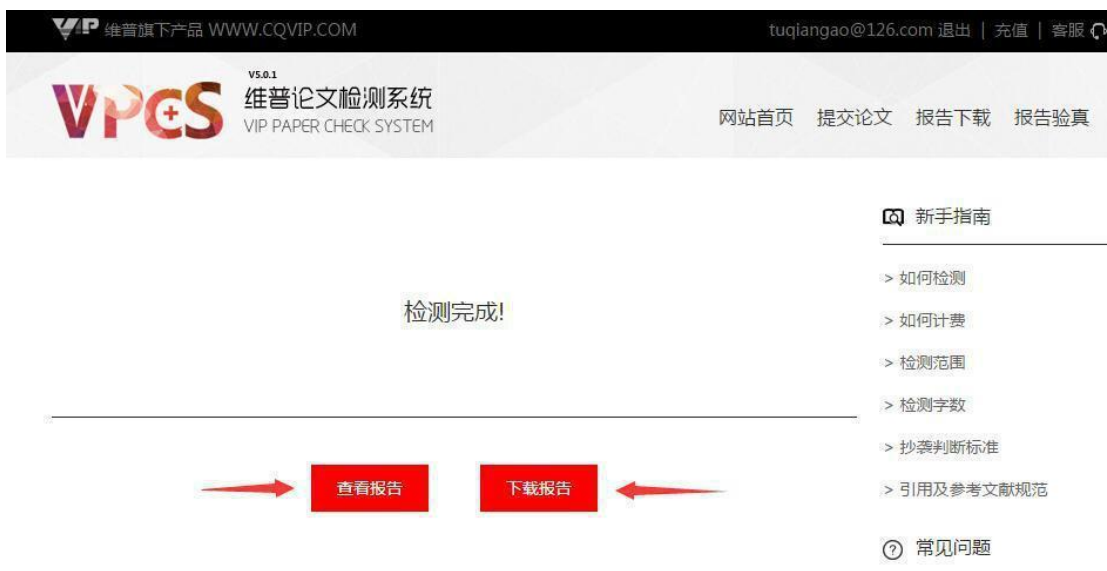 VIP 维普旗下产品 WWW.CQVIP.COM
tuqiangao@126.com 退出 | 充值 | 客服
VPCS
V5.0.1
维普论文检测系统
VIP PAPER CHECK SYSTEM
网站首页 提交论文 报告下载 报告验真
新手指南
> 如何检测
> 如何计费
> 检测范围
> 检测字数
> 抄袭判断标准
> 引用及参考文献规范
检测完成!
查看报告 下载报告
常见问题